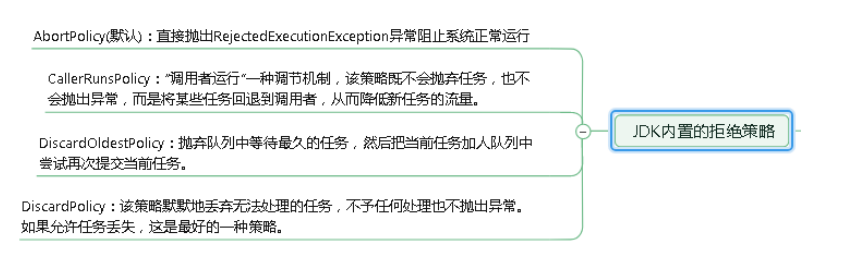 AbortPolicy(默认)：直接抛出RejectedExecutionException异常阻止系统正常运行
CallerRunsPolicy："调用者运行"一种调节机制，该策略既不会抛弃任务，也不
会抛出异常，而是将某些任务回退到调用者，从而降低新任务的流量。
DiscardOldestPolicy：抛弃队列中等待最久的任务，然后把当前任务加人队列中
尝试再次提交当前任务。
DiscardPolicy：该策略默默地丢弃无法处理的任务，不予任何处理也不抛出异常。
如果允许任务丢失，这是最好的一种策略。
JDK内置的拒绝策略